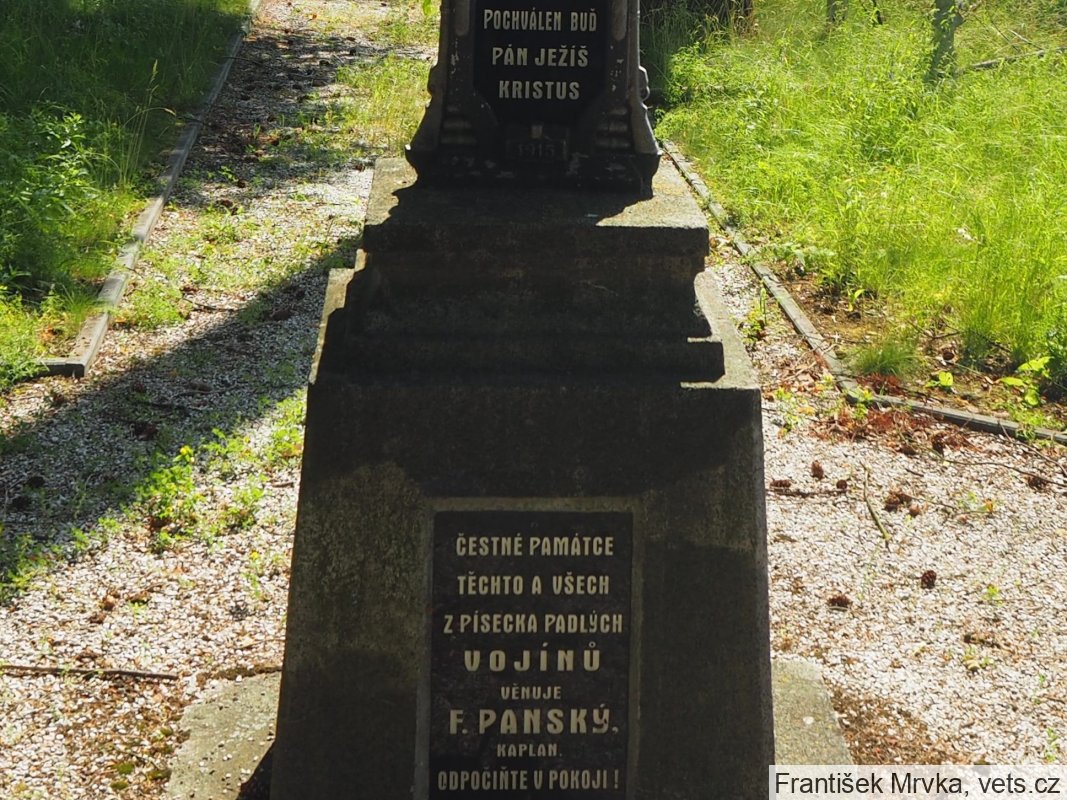 POCHVÁLEN BUĎ
PÁN JEŽÍŠ
KRISTUS
1915
ČESTNÉ PAMÁTCE
TĚCHTO A VŠECH
Z PÍSECKA PADLÝCH
VOJÍNŮ
VĚNUJE
F. PANSKÝ,
KAPLAN.
ODPOČIŇTE V POKOJI!
František Mrvka, vets.cz